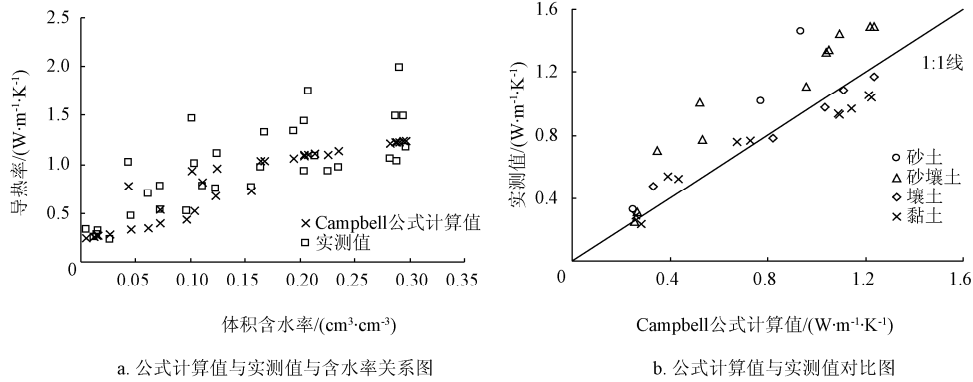 2.5
2.0
1.5
1.0
0.5
0
0.05
0.10
0.15
0.20
0.25
0.30
0.35
导热率/(W·m⁻¹·K⁻¹)
Campbell公式计算值
实测值
体积含水率/(cm³·cm⁻³)
a. 公式计算值与实测值与含水率关系图
1.6
1.2
0.8
0.4
0
0.4
0.8
1.2
1.6
实测值/(W·m⁻¹·K⁻¹)
1:1线
砂土
砂壤土
壤土
黏土
Campbell公式计算值/(W·m⁻¹·K⁻¹)
b. 公式计算值与实测值对比图